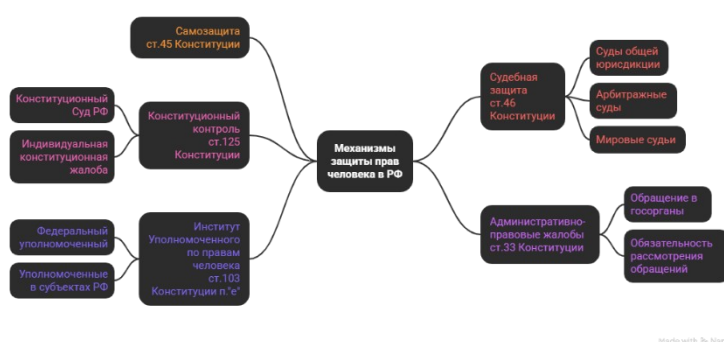 Самозащита
ст.45 Конституции
Конституционный
Суд РФ
Индивидуальная
конституционная
жалоба
Конституционный
контроль
ст.125
Конституции
Федеральный
уполномоченный
Уполномоченные
в субъектах РФ
Институт
Уполномоченного
по правам
человека
ст.103
Конституции п."е"
Механизмы
защиты прав
человека в РФ
Судебная
защита
ст.46
Конституции
Суды общей
юрисдикции
Арбитражные
суды
Мировые судьи
Административно-
правовые жалобы
ст.33 Конституции
Обращение в
госорганы
Обязательность
рассмотрения
обращений